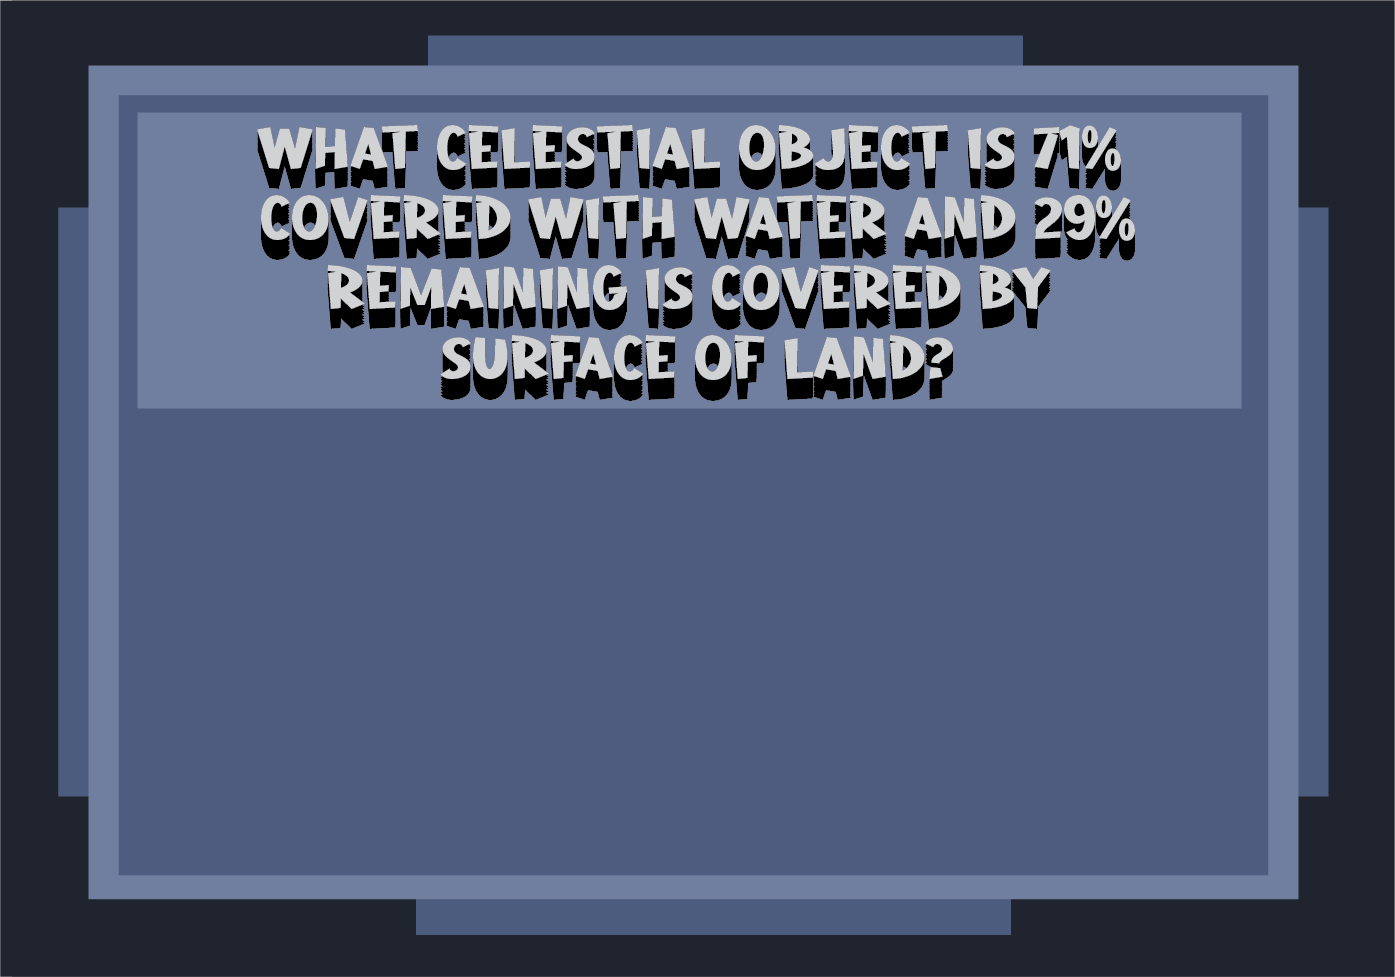 WHAT CELESTIAL OBJECT IS 71%
COVERED WITH WATER AND 29%
REMAINING IS COVERED BY
SURFACE OF LAND?